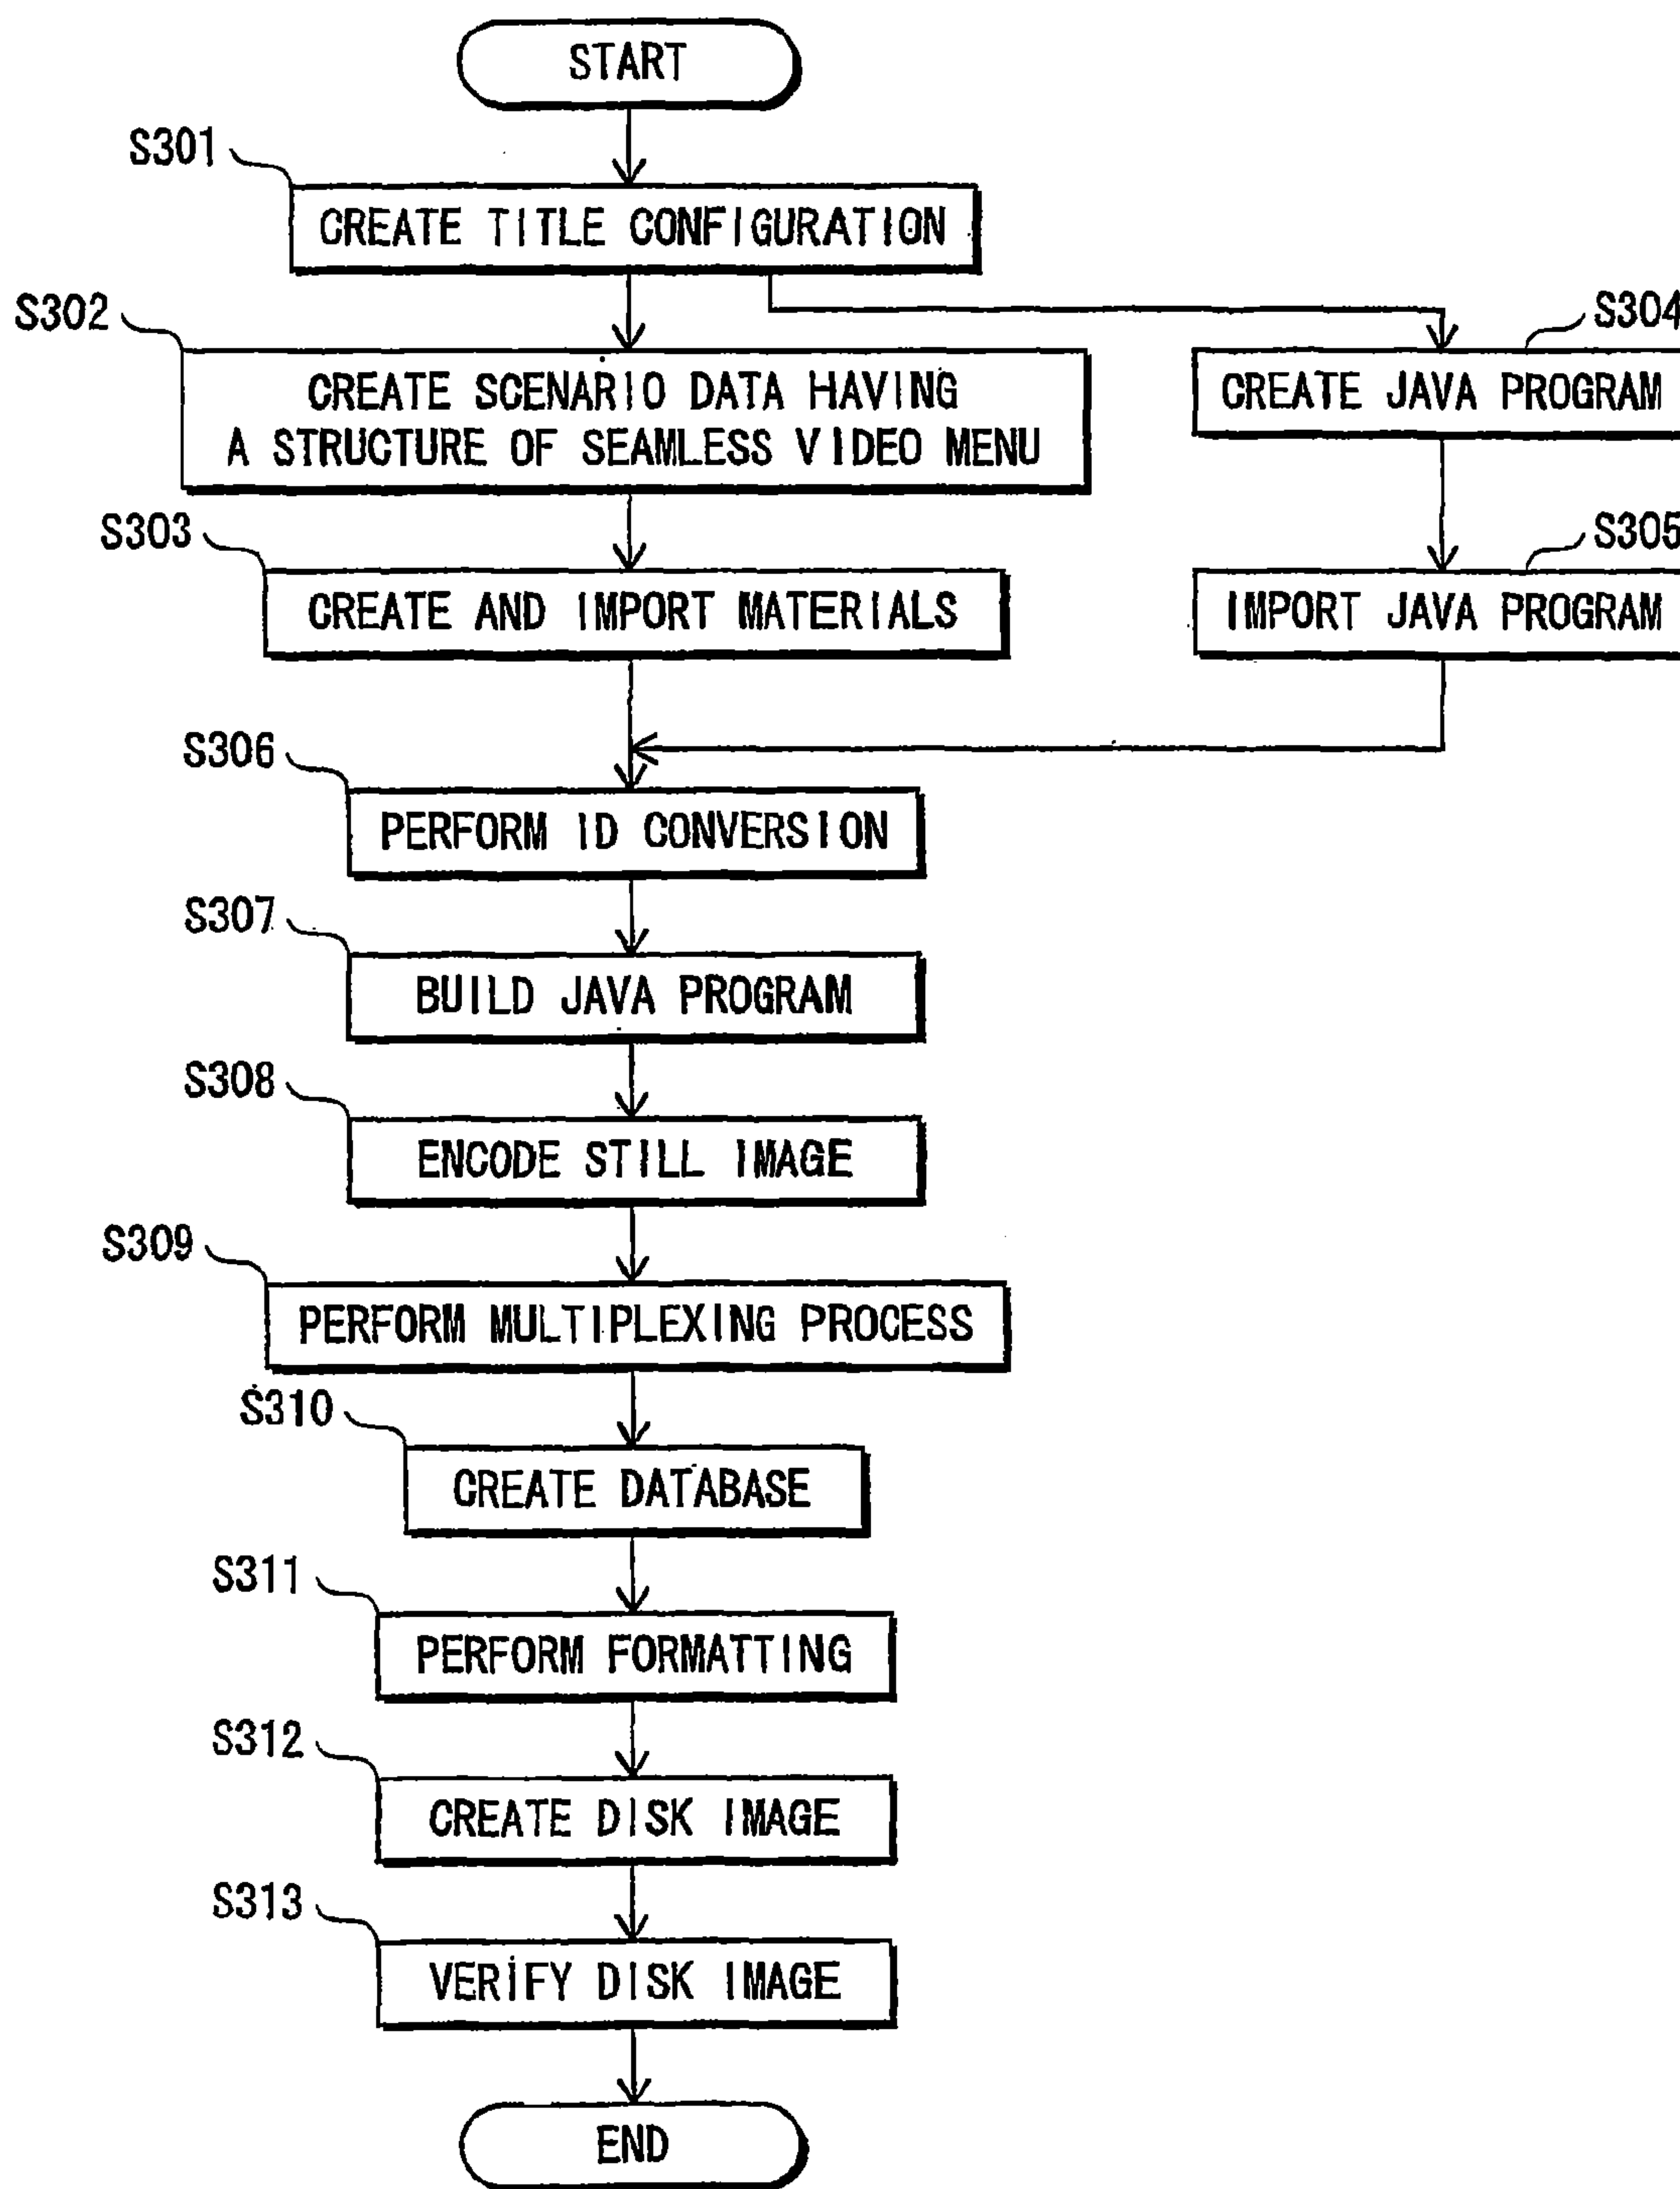 START
S301
CREATE TITLE CONFIGURATION
S302
CREATE SCENARIO DATA HAVING
A STRUCTURE OF SEAMLESS VIDEO MENU
S304
CREATE JAVA PROGRAM
S303
CREATE AND IMPORT MATERIALS
S305
IMPORT JAVA PROGRAM
S306
PERFORM ID CONVERSION
S307
BUILD JAVA PROGRAM
S308
ENCODE STILL IMAGE
S309
PERFORM MULTIPLEXING PROCESS
S310
CREATE DATABASE
S311
PERFORM FORMATTING
S312
CREATE DISK IMAGE
S313
VERIFY DISK IMAGE
END